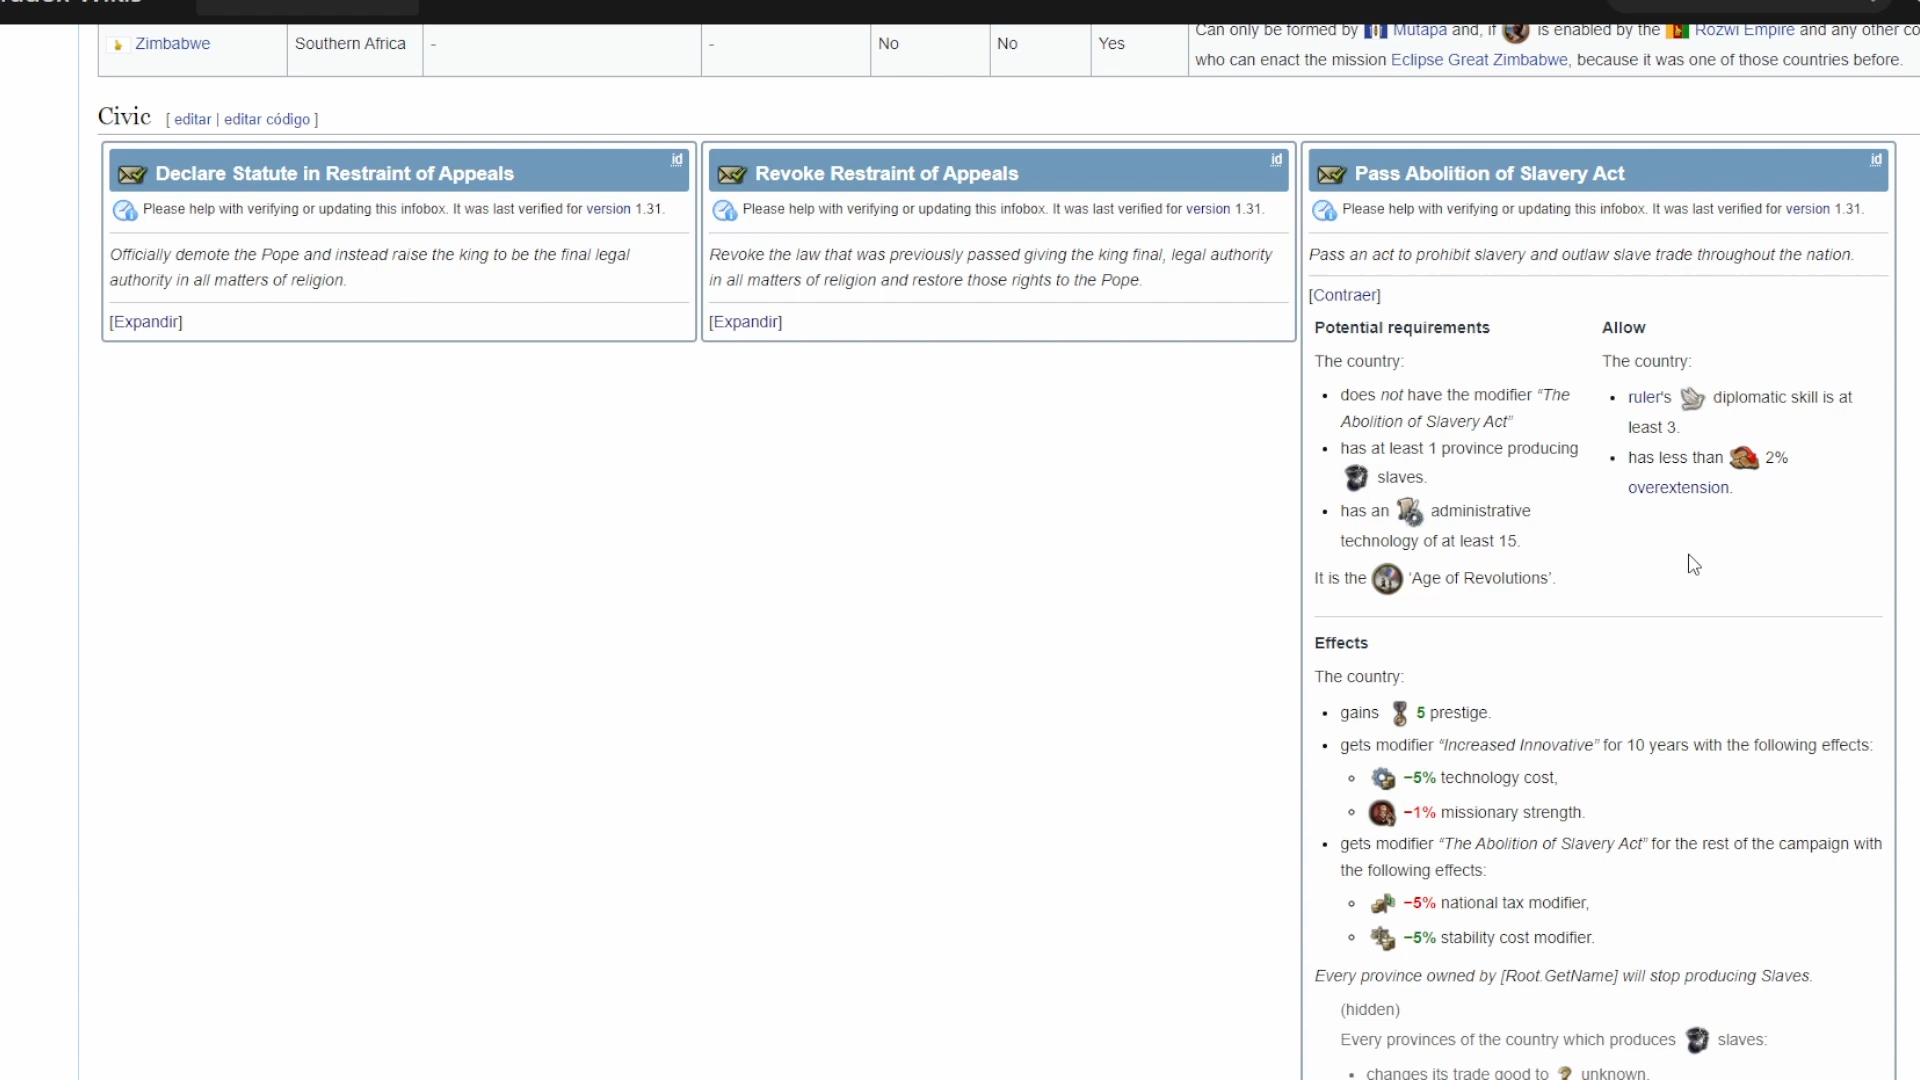 Zimbabwe Southern Africa - - No No Yes Can only be formed by Mutapa and, if is enabled by the Rozwi Empire and any other co
who can enact the mission Eclipse Great Zimbabwe, because it was one of those countries before.
Civic [ editar | editar código ]
Declare Statute in Restraint of Appeals id
Please help with verifying or updating this infobox. It was last verified for version 1.31.
Officially demote the Pope and instead raise the king to be the final legal
authority in all matters of religion.
[Expandir]
Revoke Restraint of Appeals id
Please help with verifying or updating this infobox. It was last verified for version 1.31.
Revoke the law that was previously passed giving the king final, legal authority
in all matters of religion and restore those rights to the Pope.
[Expandir]
Pass Abolition of Slavery Act id
Please help with verifying or updating this infobox. It was last verified for version 1.31.
Pass an act to prohibit slavery and outlaw slave trade throughout the nation.
[Contraer]
Potential requirements
The country:
• does not have the modifier “The
Abolition of Slavery Act”
• has at least 1 province producing
slaves.
• has an administrative
technology of at least 15.
It is the 'Age of Revolutions'.
Allow
The country:
• ruler's diplomatic skill is at
least 3.
• has less than 2%
overextension.
Effects
The country:
• gains 5 prestige.
• gets modifier “Increased Innovative” for 10 years with the following effects:
−5% technology cost,
−1% missionary strength.
• gets modifier “The Abolition of Slavery Act” for the rest of the campaign with
the following effects:
−5% national tax modifier,
−5% stability cost modifier.
Every province owned by [Root.GetName] will stop producing Slaves.
(hidden)
Every provinces of the country which produces slaves:
• changes its trade good to unknown.